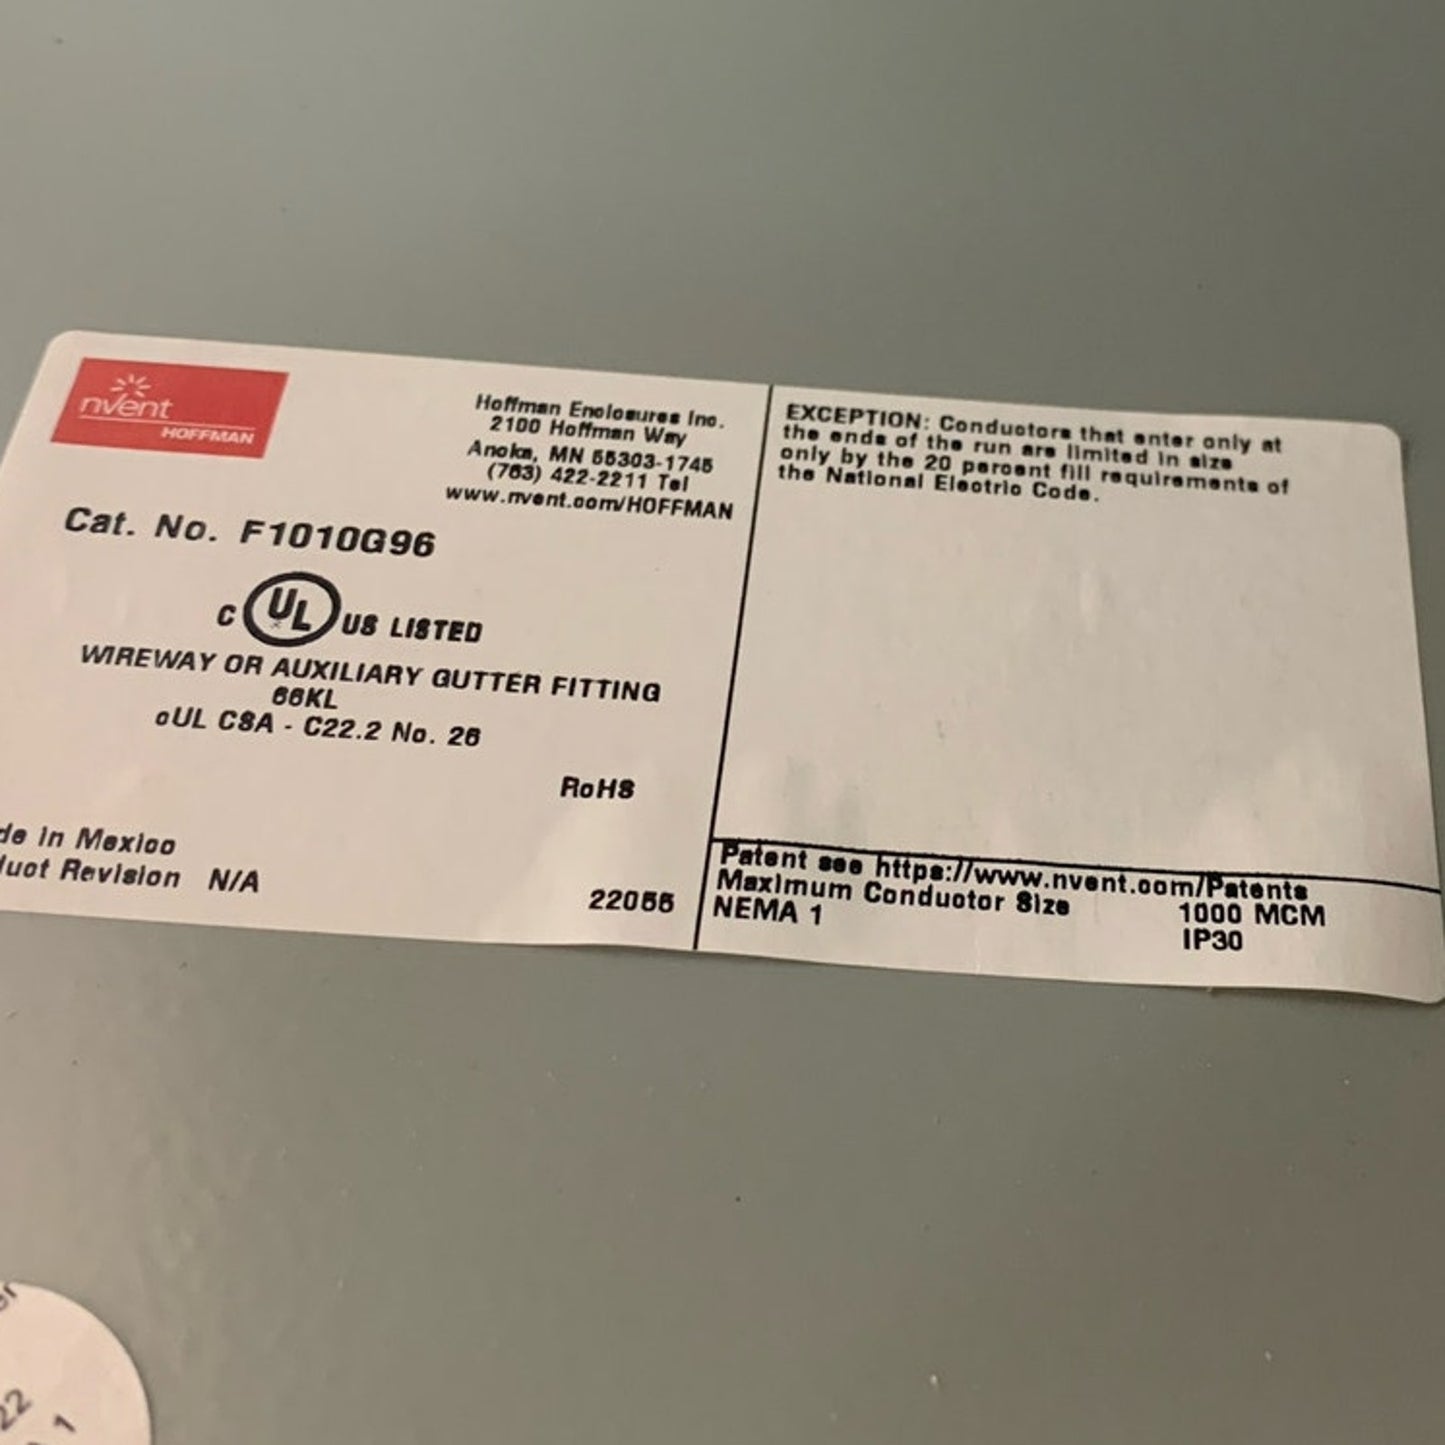 nvent
HOFFMAN
Hoffman Enclosures Inc.
2100 Hoffman Way
Anoka, MN 55303-1745
(763) 422-2211 Tel
www.nvent.com/HOFFMAN
Cat. No. F1010G96
C UL US LISTED
WIREWAY OR AUXILIARY GUTTER FITTING
66KL
cUL CSA - C22.2 No. 26
RoHS
de in Mexico
duct Revision N/A
22055
EXCEPTION: Conductors that enter only at
the ends of the run are limited in size
only by the 20 percent fill requirements of
the National Electric Code.
Patent see https://www.nvent.com/Patents
Maximum Conductor Size 1000 MCM
NEMA 1 IP30
22
1